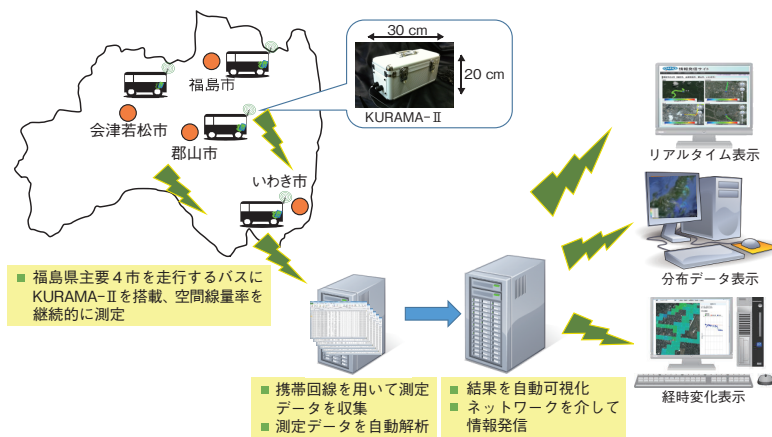 30 cm
20 cm
KURAMA-Ⅱ
福島市
会津若松市
郡山市
いわき市
福島県主要4市を走行するバスに
KURAMA-Ⅱを搭載、空間線量率を
継続的に測定
携帯回線を用いて測定
データを収集
測定データを自動解析
結果を自動可視化
ネットワークを介して
情報発信
リアルタイム表示
分布データ表示
経時変化表示